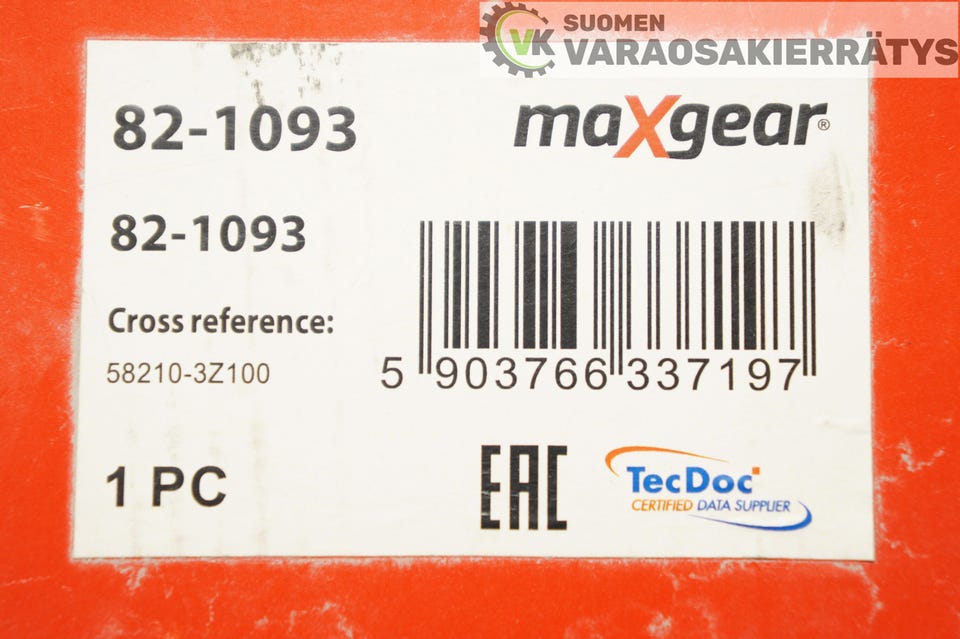 SUOMEN
VK VARAOSAKIERRÄTYS
82-1093
maXgear®
82-1093
Cross reference:
58210-3Z100
5 903766 337197
1 PC
EAC
TecDoc
CERTIFIED DATA SUPPLIER